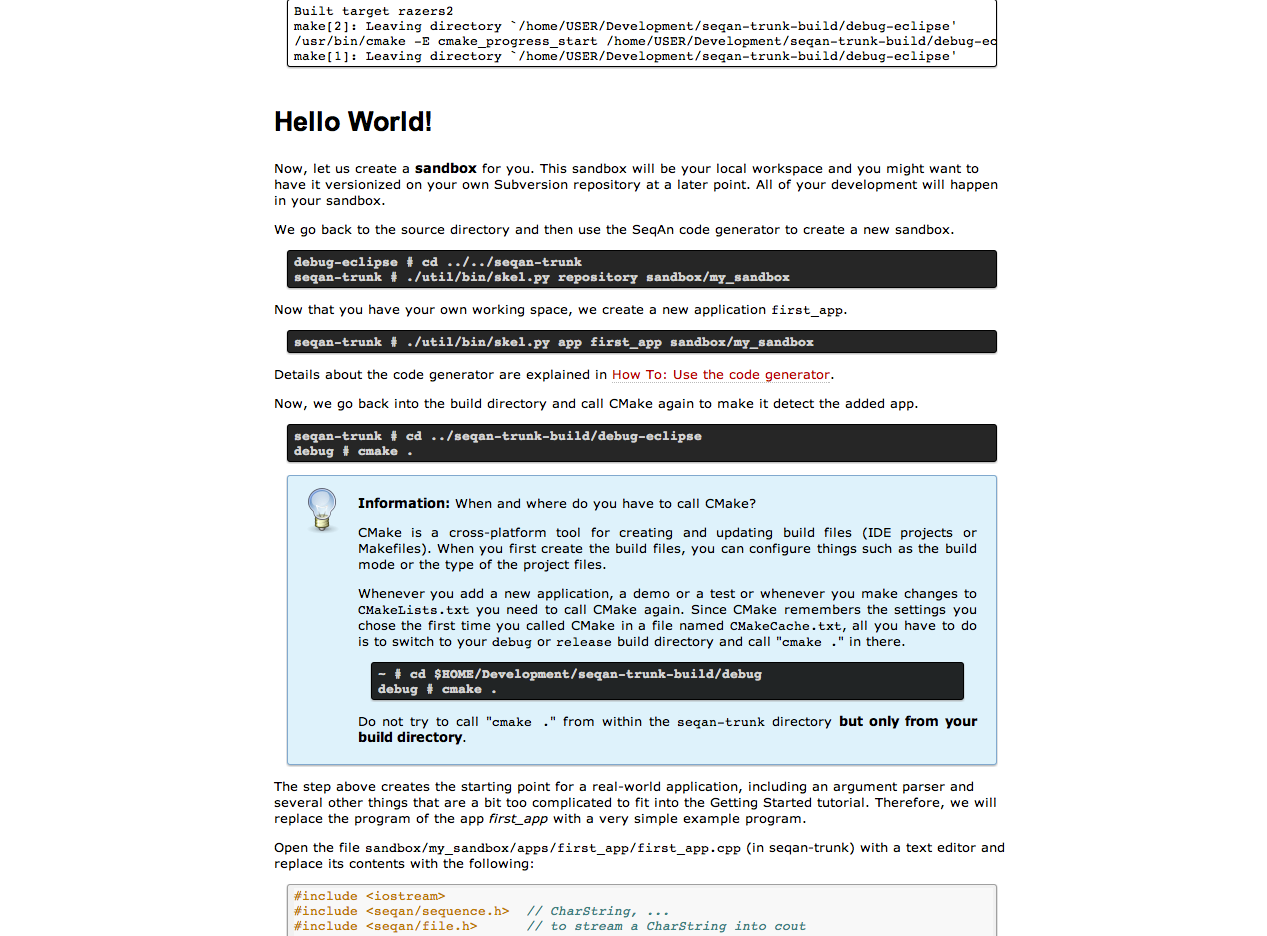 Built target razers2
make[2]: Leaving directory `/home/USER/Development/seqan-trunk-build/debug-eclipse'
/usr/bin/cmake -E cmake_progress_start /home/USER/Development/seqan-trunk-build/debug-ec
make[1]: Leaving directory `/home/USER/Development/seqan-trunk-build/debug-eclipse'
Hello World!
Now, let us create a sandbox for you. This sandbox will be your local workspace and you might want to
have it versionized on your own Subversion repository at a later point. All of your development will happen
in your sandbox.
We go back to the source directory and then use the SeqAn code generator to create a new sandbox.
debug-eclipse # cd ../../seqan-trunk
seqan-trunk # ./util/bin/skel.py repository sandbox/my_sandbox
Now that you have your own working space, we create a new application first_app.
seqan-trunk # ./util/bin/skel.py app first_app sandbox/my_sandbox
Details about the code generator are explained in How To: Use the code generator.
Now, we go back into the build directory and call CMake again to make it detect the added app.
seqan-trunk # cd ../seqan-trunk-build/debug-eclipse
debug # cmake .
Information: When and where do you have to call CMake?
CMake is a cross-platform tool for creating and updating build files (IDE projects or
Makefiles). When you first create the build files, you can configure things such as the build
mode or the type of the project files.
Whenever you add a new application, a demo or a test or whenever you make changes to
CMakeLists.txt you need to call CMake again. Since CMake remembers the settings you
chose the first time you called CMake in a file named CMakeCache.txt, all you have to do
is to switch to your debug or release build directory and call "cmake ." in there.
~ # cd $HOME/Development/seqan-trunk-build/debug
debug # cmake .
Do not try to call "cmake ." from within the seqan-trunk directory but only from your
build directory.
The step above creates the starting point for a real-world application, including an argument parser and
several other things that are a bit too complicated to fit into the Getting Started tutorial. Therefore, we will
replace the program of the app first_app with a very simple example program.
Open the file sandbox/my_sandbox/apps/first_app/first_app.cpp (in seqan-trunk) with a text editor and
replace its contents with the following:
#include <iostream>
#include <seqan/sequence.h>  // CharString, ...
#include <seqan/file.h>      // to stream a CharString into cout